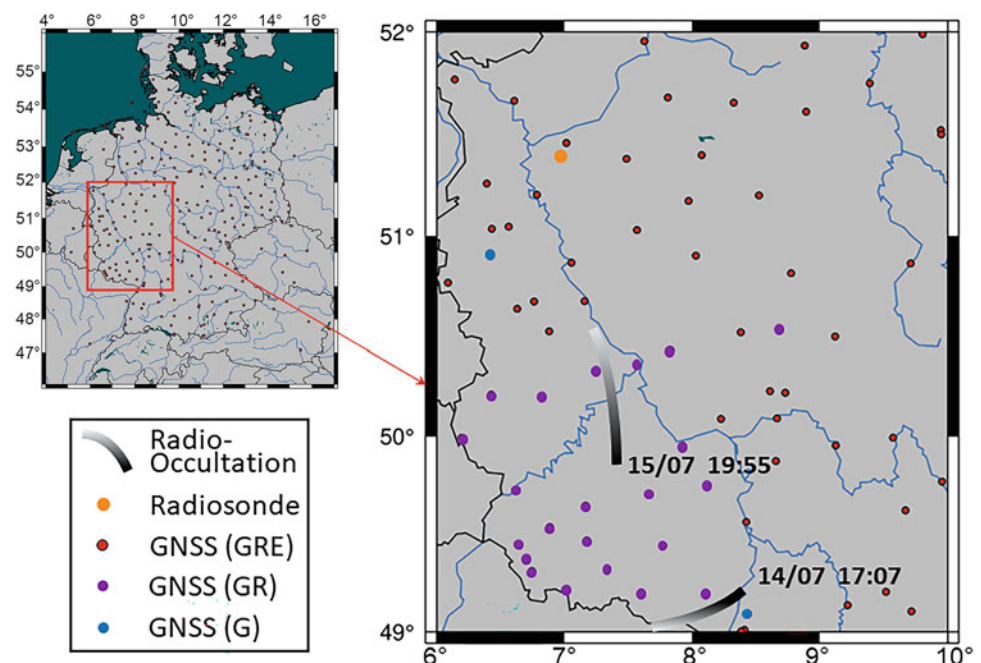 4° 6° 8° 10° 12° 14° 16°
55°
54°
53°
52°
51°
50°
49°
48°
47°
52°
51°
50°
49°
6° 7° 8° 9° 10°
15/07 19:55
14/07 17:07
Radio-
Occultation
Radiosonde
GNSS (GRE)
GNSS (GR)
GNSS (G)